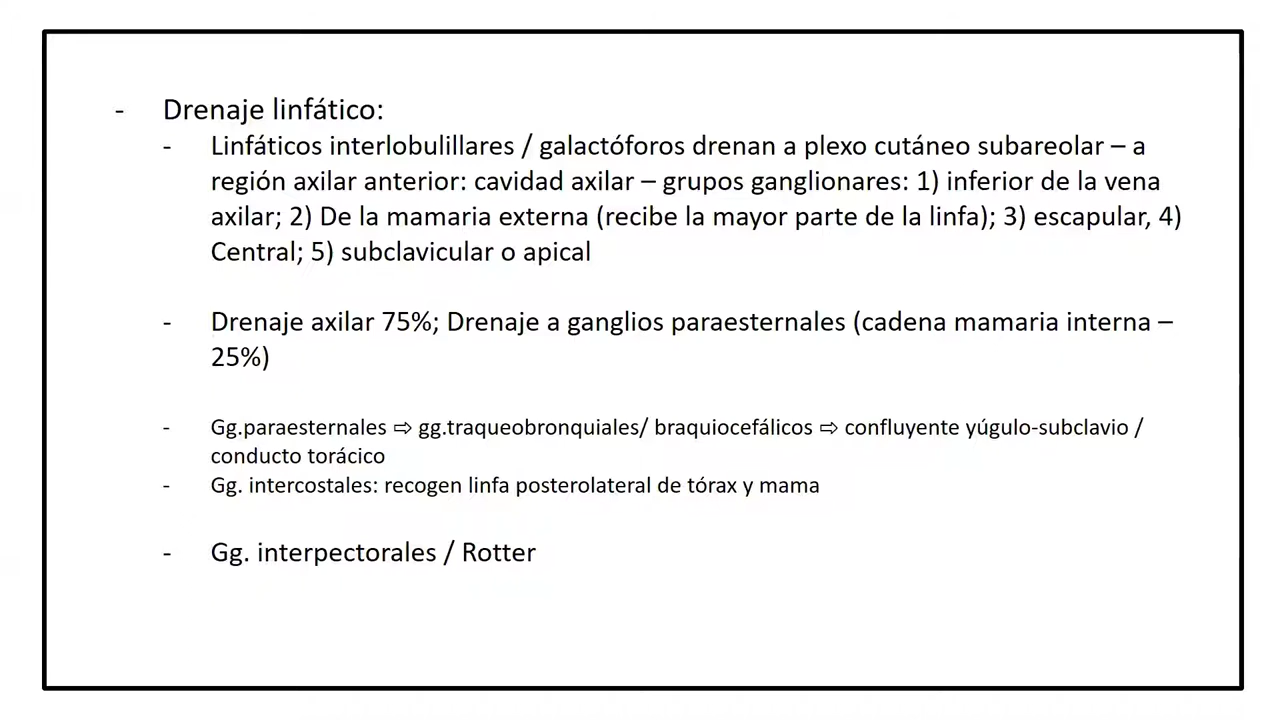 - Drenaje linfático:
- Linfáticos interlobulillares / galactóforos drenan a plexo cutáneo subareolar – a
región axilar anterior: cavidad axilar – grupos ganglionares: 1) inferior de la vena
axilar; 2) De la mamaria externa (recibe la mayor parte de la linfa); 3) escapular, 4)
Central; 5) subclavicular o apical
- Drenaje axilar 75%; Drenaje a ganglios paraesternales (cadena mamaria interna –
25%)
- Gg.paraesternales ⇨ gg.traqueobronquiales/ braquiocefálicos ⇨ confluyente yúgulo-subclavio /
conducto torácico
- Gg. intercostales: recogen linfa posterolateral de tórax y mama
- Gg. interpectorales / Rotter